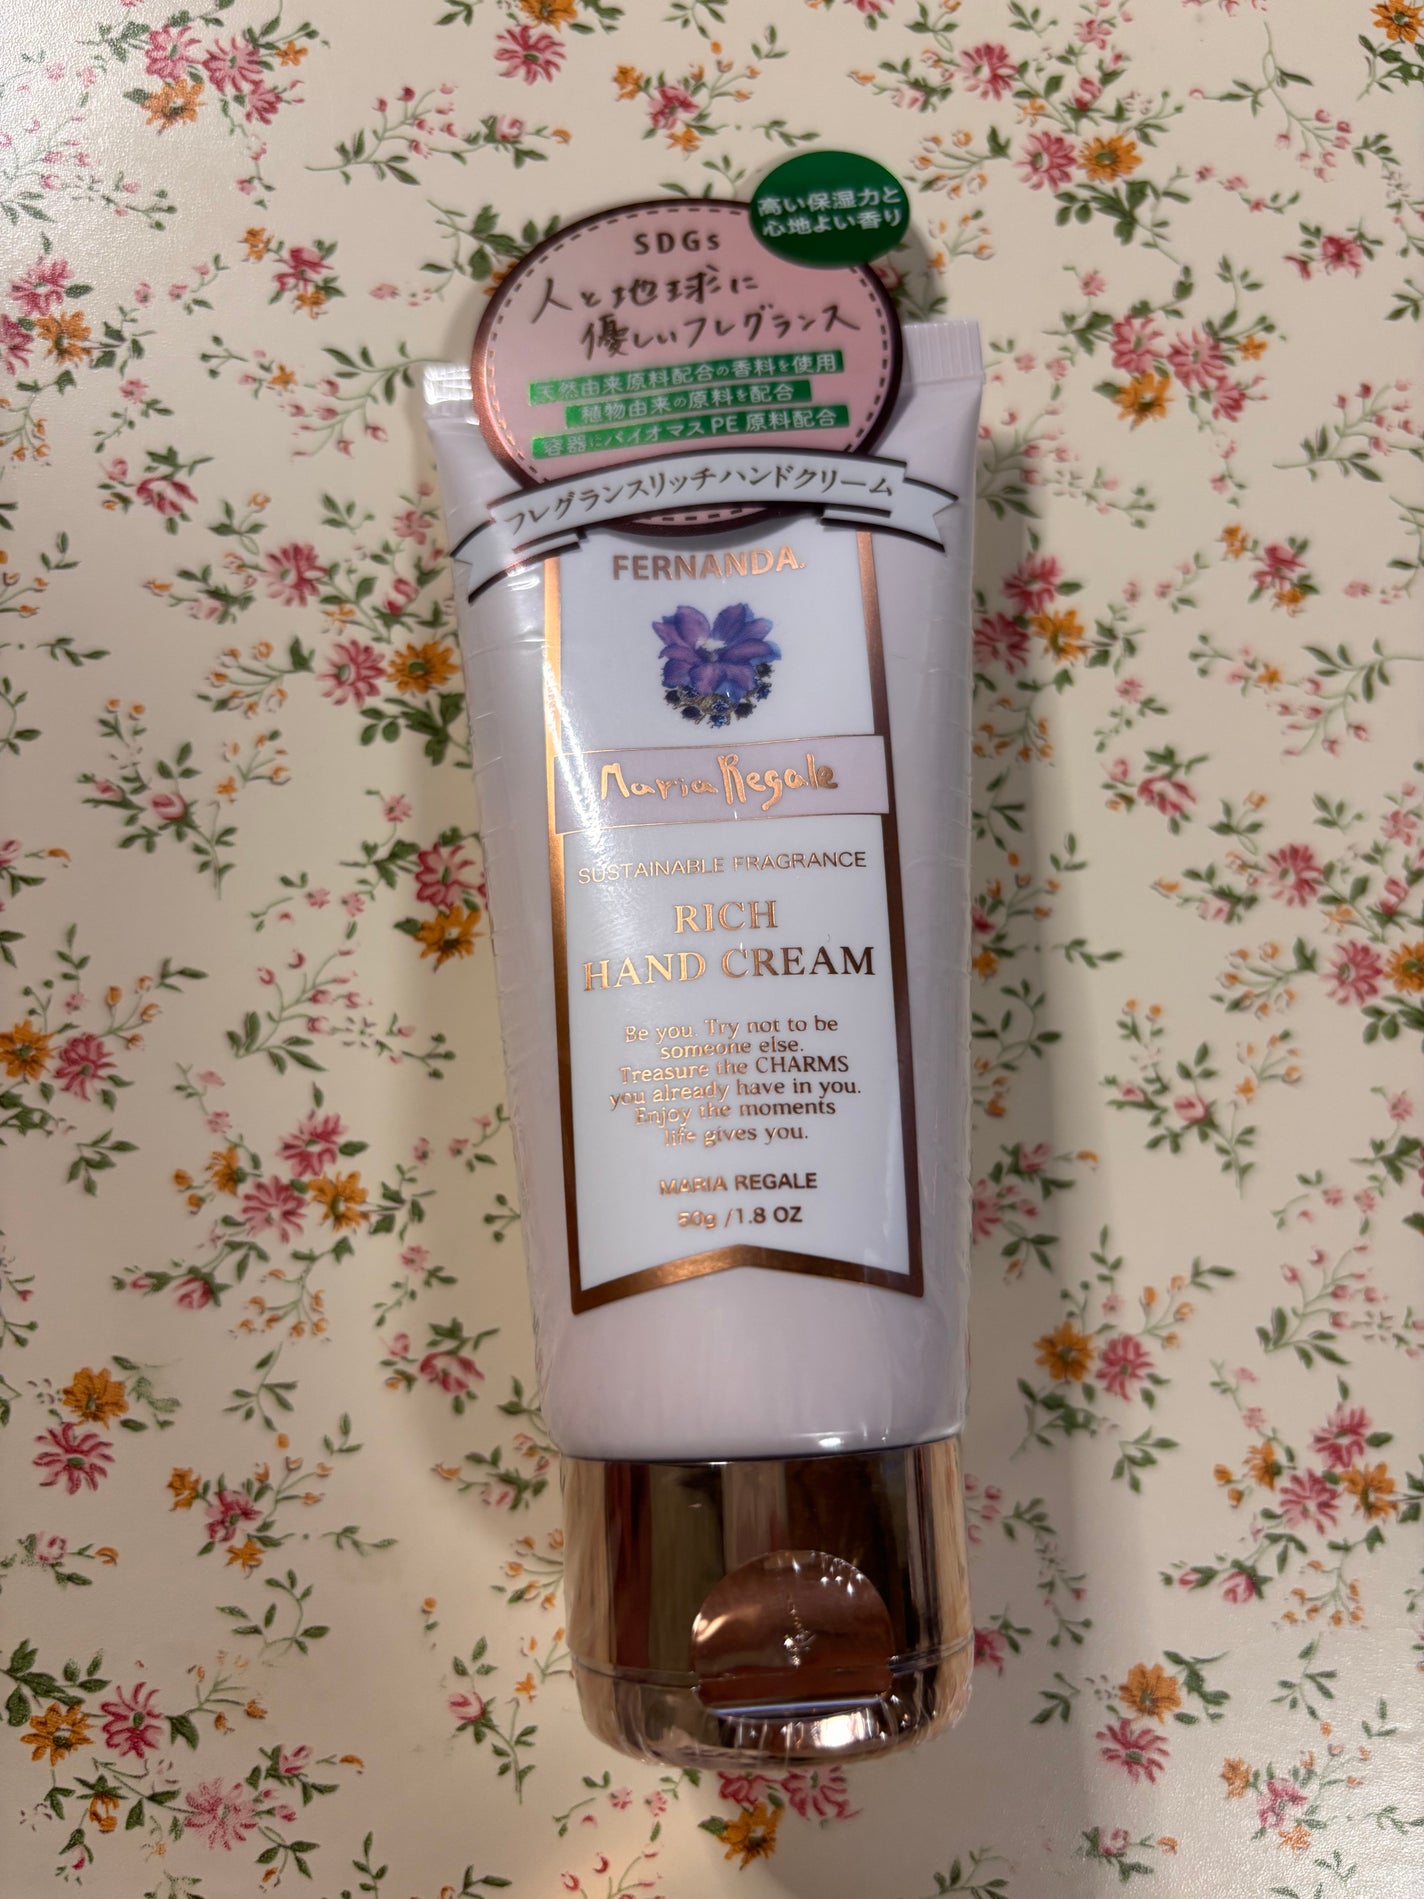 高い保湿力と
心地よい香り
SDGs
人と地球に
優しいフレグランス
天然由来原料配合の香料を使用
植物由来の原料を配合
容器にバイオマスPE原料配合
フレグランスリッチハンドクリーム
FERNANDA.
Maria Regale
SUSTAINABLE FRAGRANCE
RICH
HAND CREAM
Be you. Try not to be
someone else.
Treasure the CHARMS
you already have in you.
Enjoy the moments
life gives you.
MARIA REGALE
50g /1.8 OZ